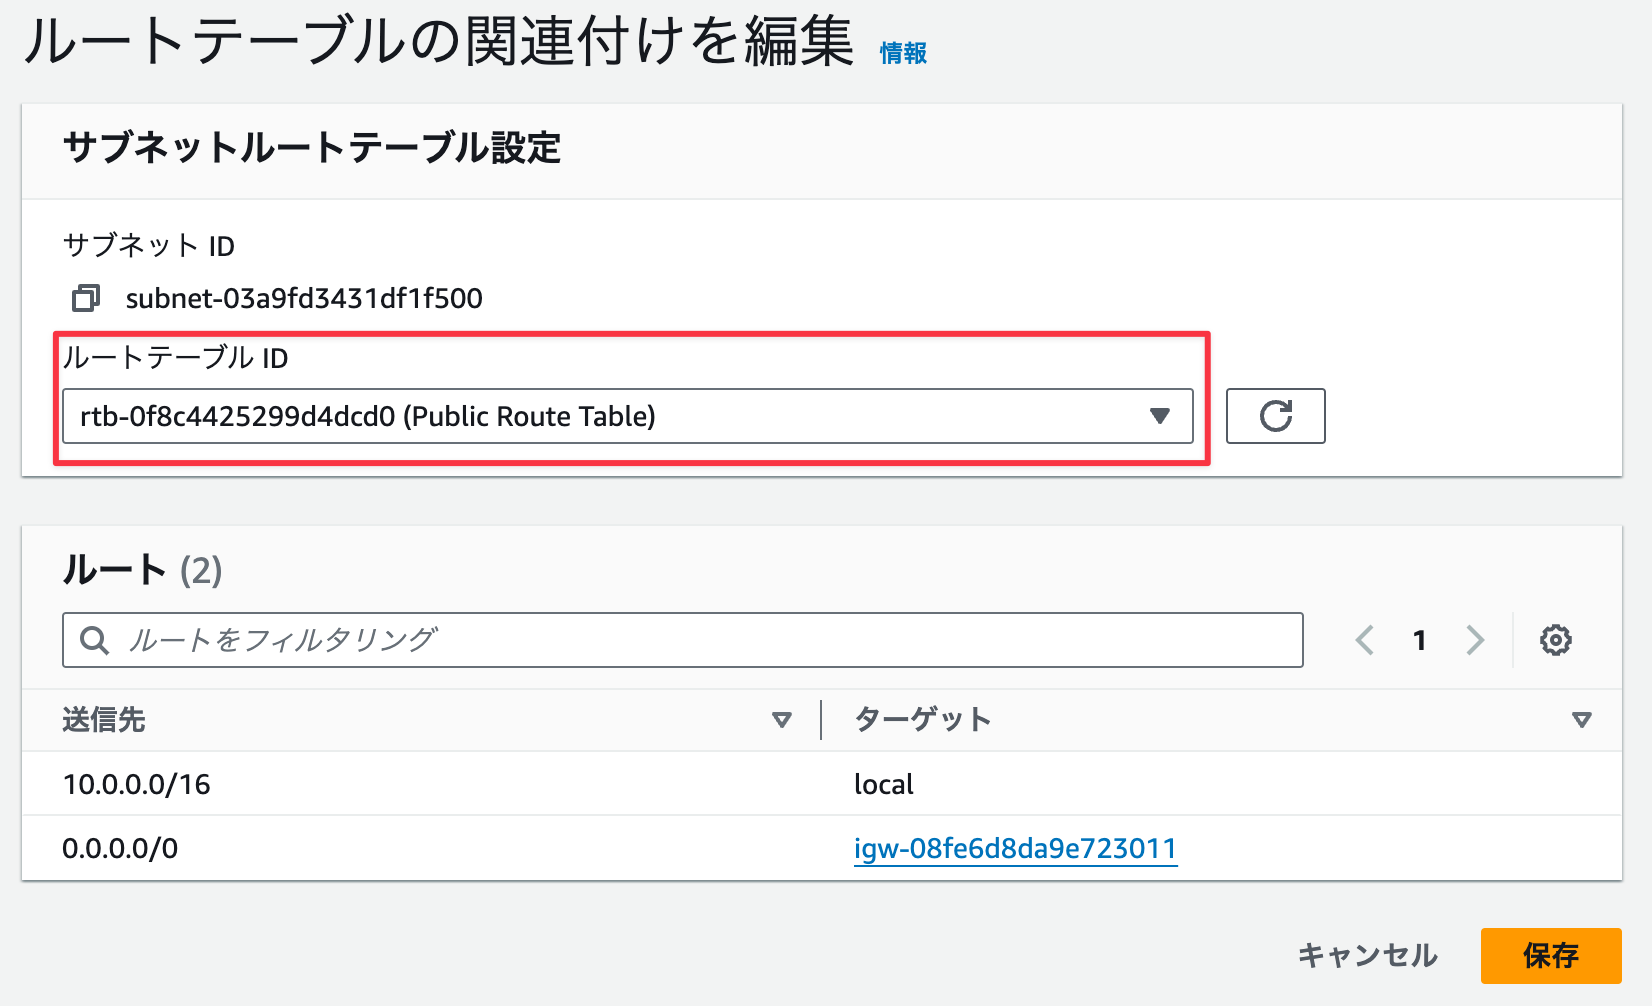 ルートテーブルの関連付けを編集 情報
サブネットルートテーブル設定
サブネット ID
subnet-03a9fd3431df1f500
ルートテーブル ID
rtb-0f8c4425299d4dcd0 (Public Route Table)
ルート (2)
ルートをフィルタリング
1
送信先 ターゲット
10.0.0.0/16 local
0.0.0.0/0 igw-08fe6d8da9e723011
キャンセル 保存